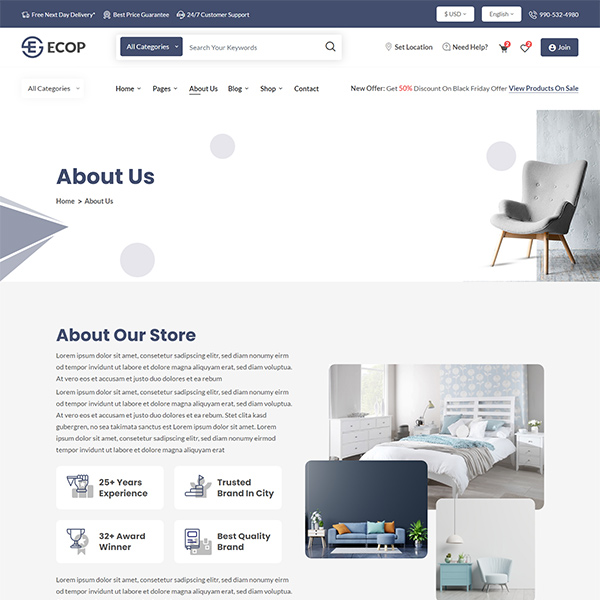 Free Next Day Delivery* Best Price Guarantee 24/7 Customer Support $ USD English 990-532-4980
ECOP All Categories Search Your Keywords Set Location Need Help? 2 2 Join
All Categories Home Pages About Us Blog Shop Contact New Offer: Get 50% Discount On Black Friday Offer View Products On Sale
About Us
Home > About Us
About Our Store
Lorem ipsum dolor sit amet, consetetur sadipscing elitr, sed diam nonumy eirm
od tempor invidunt ut labore et dolore magna aliquyam erat, sed diam voluptua.
At vero eos et accusam et justo duo dolores et ea rebum
Lorem ipsum dolor sit amet, consetetur sadipscing elitr, sed diam nonumy eirm
od tempor invidunt ut labore et dolore magna aliquyam erat, sed diam voluptua.
At vero eos et accusam et justo duo dolores et ea rebum. Stet clita kasd
gubergren, no sea takimata sanctus est Lorem ipsum dolor sit amet. Lorem
ipsum dolor sit amet, consetetur sadipscing elitr, sed diam nonumy eirmod
tempor invidunt ut labore et dolore magna aliquyam erat
25+ Years
Experience
Trusted
Brand In City
32+ Award
Winner
Best Quality
Brand
Lorem ipsum dolor sit amet, consetetur sadipscing elitr, sed diam nonumy eirm
od tempor invidunt ut labore et dolore magna aliquyam erat, sed diam voluptua.